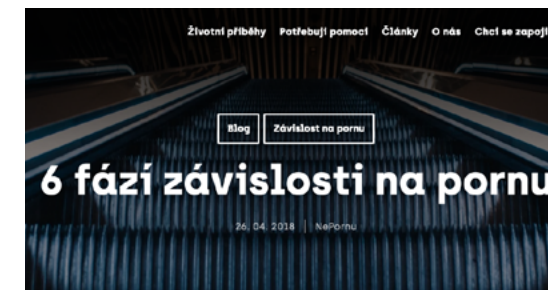 Životní příběhy Potřebuji pomoci Články O nás Chci se zapoji
Blog Závislost na pornu
6 fází závislosti na pornu
26. 04. 2018 | NePornu